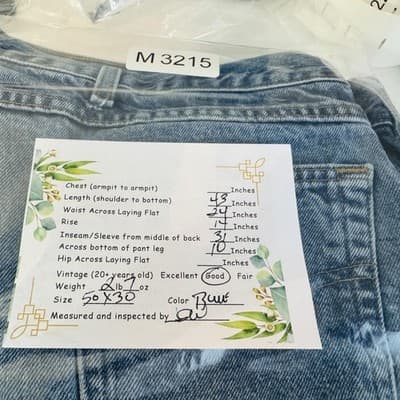 M 3215
Chest (armpit to armpit) Inches
Length (shoulder to bottom) 43 Inches
Waist Across Laying Flat 24 Inches
Rise 14 Inches
Inseam/Sleeve from middle of back 31 Inches
Across bottom of pant leg 10 Inches
Hip Across Laying Flat Inches
Vintage (20+ years old) Excellent Good Fair
Weight 2 lb 7 oz
Size 50X30 Color Blue
Measured and inspected by